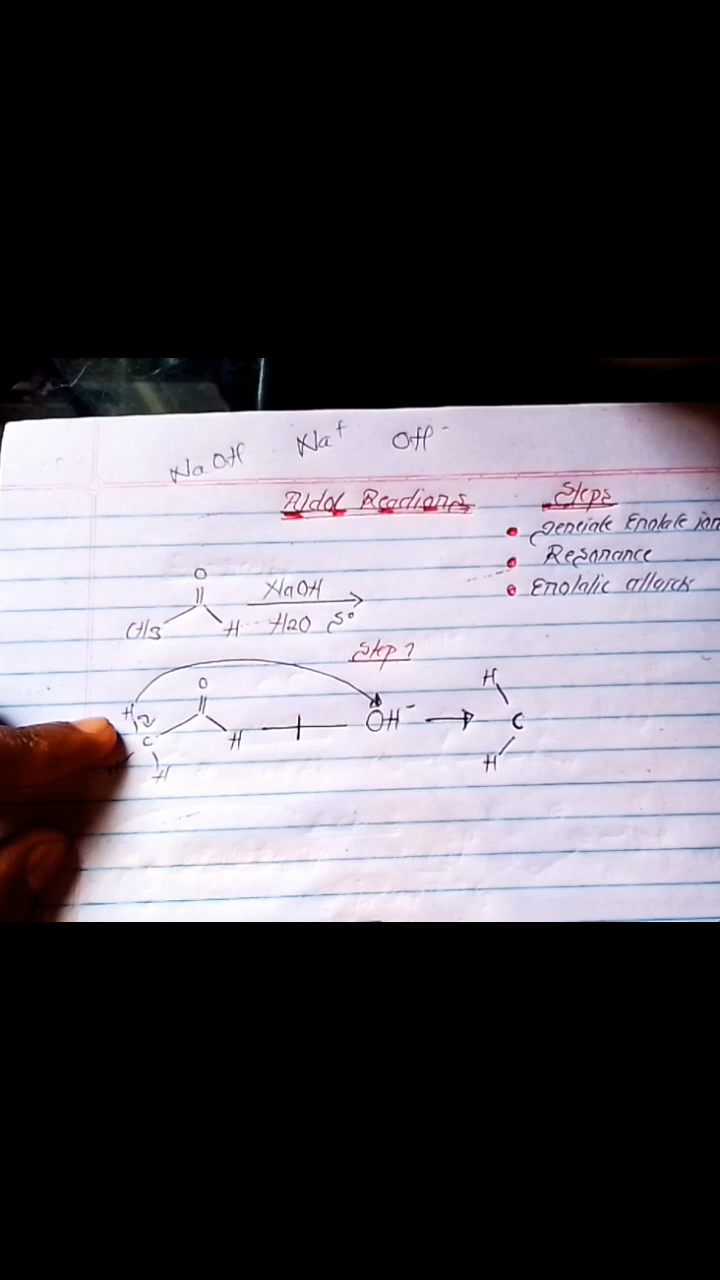 NaOH Na⁺ OH⁻
Aldol Reactions
Steps
generate Enolate ion
Resonance
Enolatic attack
O
CH3 H
NaOH
H2O 5°
Step 1
O
H
C H
H
OH⁻
H
C
H